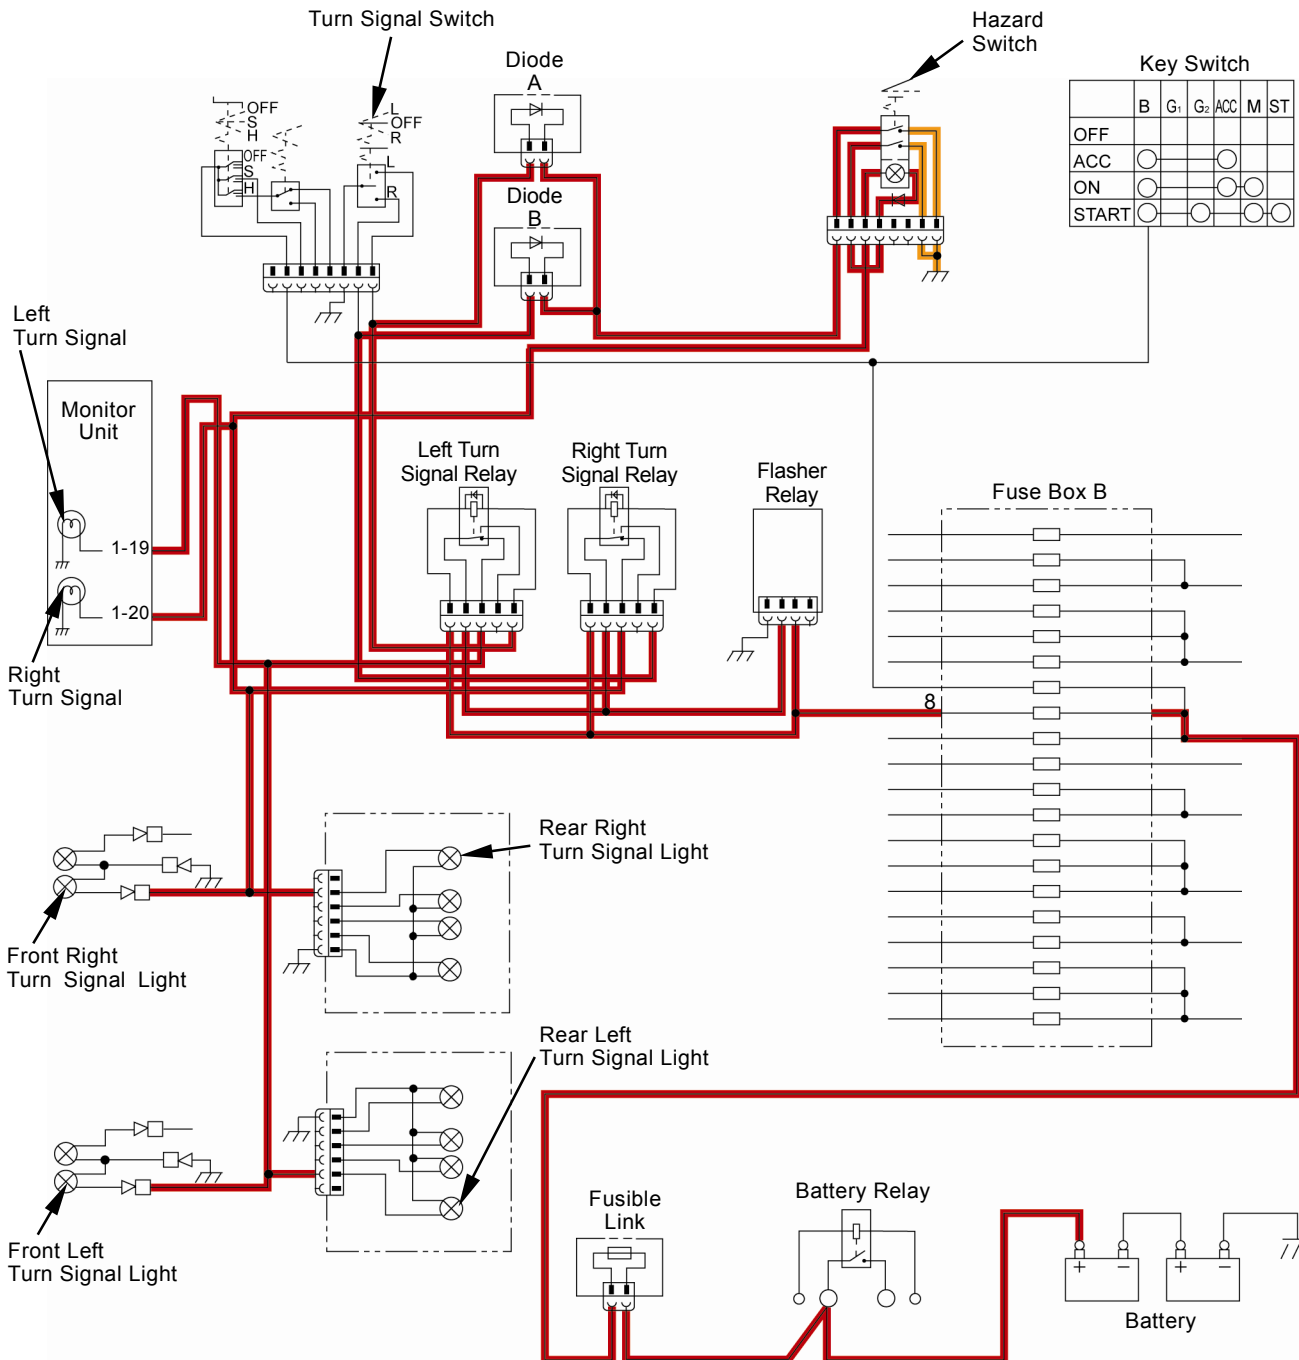 Turn Signal Switch
Hazard
Switch
Diode
A
Key Switch
B G₁ G₂ ACC M ST
OFF
ACC
ON
START
OFF
S
H
L
OFF
R
OFF
S
H
L
R
Diode
B
Left
Turn Signal
Monitor
Unit
1-19
1-20
Right
Turn Signal
Left Turn
Signal Relay
Right Turn
Signal Relay
Flasher
Relay
Fuse Box B
8
Rear Right
Turn Signal Light
Front Right
Turn Signal Light
Rear Left
Turn Signal Light
Front Left
Turn Signal Light
Fusible
Link
Battery Relay
+ − + −
Battery